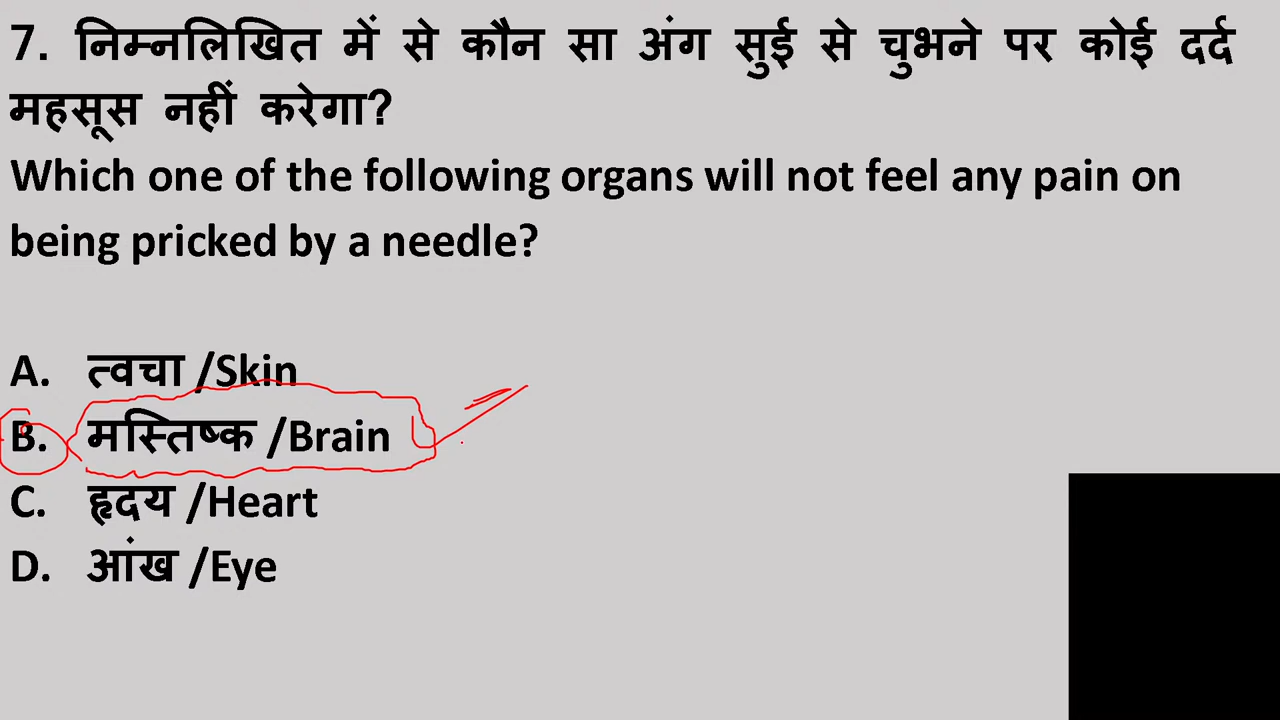 7. निम्नलिखित में से कौन सा अंग सुई से चुभने पर कोई दर्द
महसूस नहीं करेगा?
Which one of the following organs will not feel any pain on
being pricked by a needle?
A. त्वचा /Skin
B. मस्तिष्क /Brain
C. हृदय /Heart
D. आंख /Eye